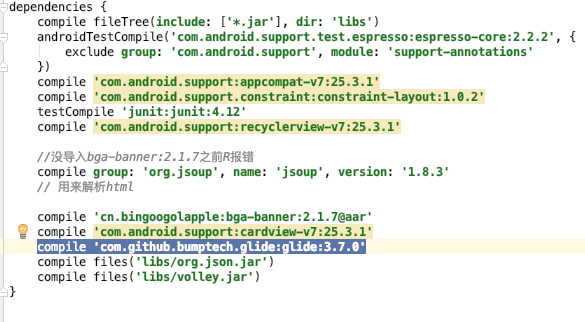 dependencies {
    compile fileTree(include: ['*.jar'], dir: 'libs')
    androidTestCompile('com.android.support.test.espresso:espresso-core:2.2.2', {
        exclude group: 'com.android.support', module: 'support-annotations'
    })
    compile 'com.android.support:appcompat-v7:25.3.1'
    compile 'com.android.support.constraint:constraint-layout:1.0.2'
    testCompile 'junit:junit:4.12'
    compile 'com.android.support:recyclerview-v7:25.3.1'
    //没导入bga-banner:2.1.7之前R报错
    compile group: 'org.jsoup', name: 'jsoup', version: '1.8.3'
    // 用来解析html
    compile 'cn.bingoogolapple:bga-banner:2.1.7@aar'
    compile 'com.android.support:cardview-v7:25.3.1'
    compile 'com.github.bumptech.glide:glide:3.7.0'
    compile files('libs/org.json.jar')
    compile files('libs/volley.jar')
}